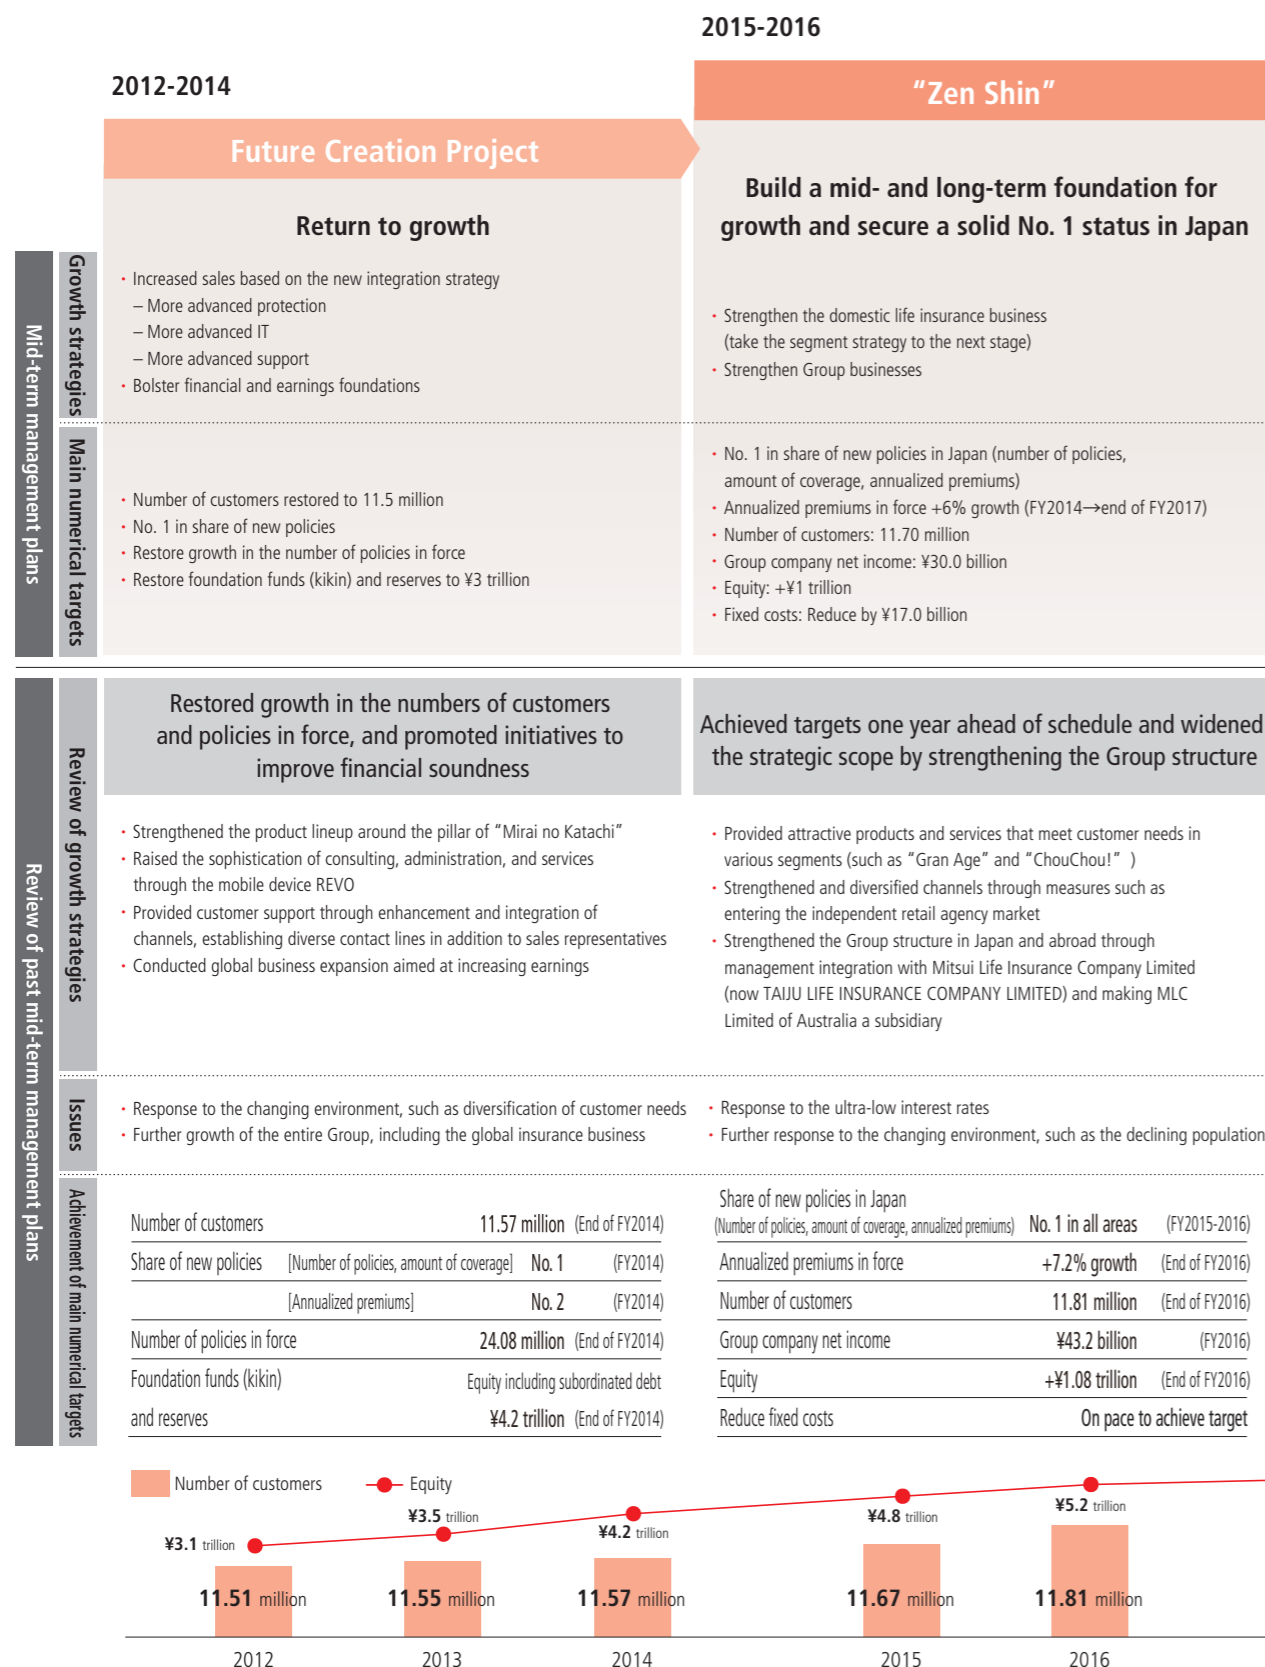 2015-2016
“Zen Shin”
2012-2014
Future Creation Project
Build a mid- and long-term foundation for
growth and secure a solid No. 1 status in Japan
Return to growth
Mid-term management plans
Growth strategies
・Increased sales based on the new integration strategy
– More advanced protection
– More advanced IT
– More advanced support
・Bolster financial and earnings foundations
・Strengthen the domestic life insurance business
(take the segment strategy to the next stage)
・Strengthen Group businesses
Main numerical targets
・Number of customers restored to 11.5 million
・No. 1 in share of new policies
・Restore growth in the number of policies in force
・Restore foundation funds (kikin) and reserves to ¥3 trillion
・No. 1 in share of new policies in Japan (number of policies,
amount of coverage, annualized premiums)
・Annualized premiums in force +6% growth (FY2014→end of FY2017)
・Number of customers: 11.70 million
・Group company net income: ¥30.0 billion
・Equity: +¥1 trillion
・Fixed costs: Reduce by ¥17.0 billion
Review of past mid-term management plans
Review of growth strategies
Restored growth in the numbers of customers
and policies in force, and promoted initiatives to
improve financial soundness
Achieved targets one year ahead of schedule and widened
the strategic scope by strengthening the Group structure
・Strengthened the product lineup around the pillar of “Mirai no Katachi”
・Raised the sophistication of consulting, administration, and services
through the mobile device REVO
・Provided customer support through enhancement and integration of
channels, establishing diverse contact lines in addition to sales representatives
・Conducted global business expansion aimed at increasing earnings
・Provided attractive products and services that meet customer needs in
various segments (such as “Gran Age” and “ChouChou!” )
・Strengthened and diversified channels through measures such as
entering the independent retail agency market
・Strengthened the Group structure in Japan and abroad through
management integration with Mitsui Life Insurance Company Limited
(now TAIJU LIFE INSURANCE COMPANY LIMITED) and making MLC
Limited of Australia a subsidiary
Issues
・Response to the changing environment, such as diversification of customer needs
・Further growth of the entire Group, including the global insurance business
・Response to the ultra-low interest rates
・Further response to the changing environment, such as the declining population
Achievement of main numerical targets
Number of customers 11.57 million (End of FY2014)
Share of new policies [Number of policies, amount of coverage] No. 1 (FY2014)
[Annualized premiums] No. 2 (FY2014)
Number of policies in force 24.08 million (End of FY2014)
Foundation funds (kikin) Equity including subordinated debt
and reserves ¥4.2 trillion (End of FY2014)
Share of new policies in Japan
(Number of policies, amount of coverage, annualized premiums) No. 1 in all areas (FY2015-2016)
Annualized premiums in force +7.2% growth (End of FY2016)
Number of customers 11.81 million (End of FY2016)
Group company net income ¥43.2 billion (FY2016)
Equity +¥1.08 trillion (End of FY2016)
Reduce fixed costs On pace to achieve target
Number of customers Equity
¥3.1 trillion
¥3.5 trillion
¥4.2 trillion
¥4.8 trillion
¥5.2 trillion
11.51 million
11.55 million
11.57 million
11.67 million
11.81 million
2012
2013
2014
2015
2016